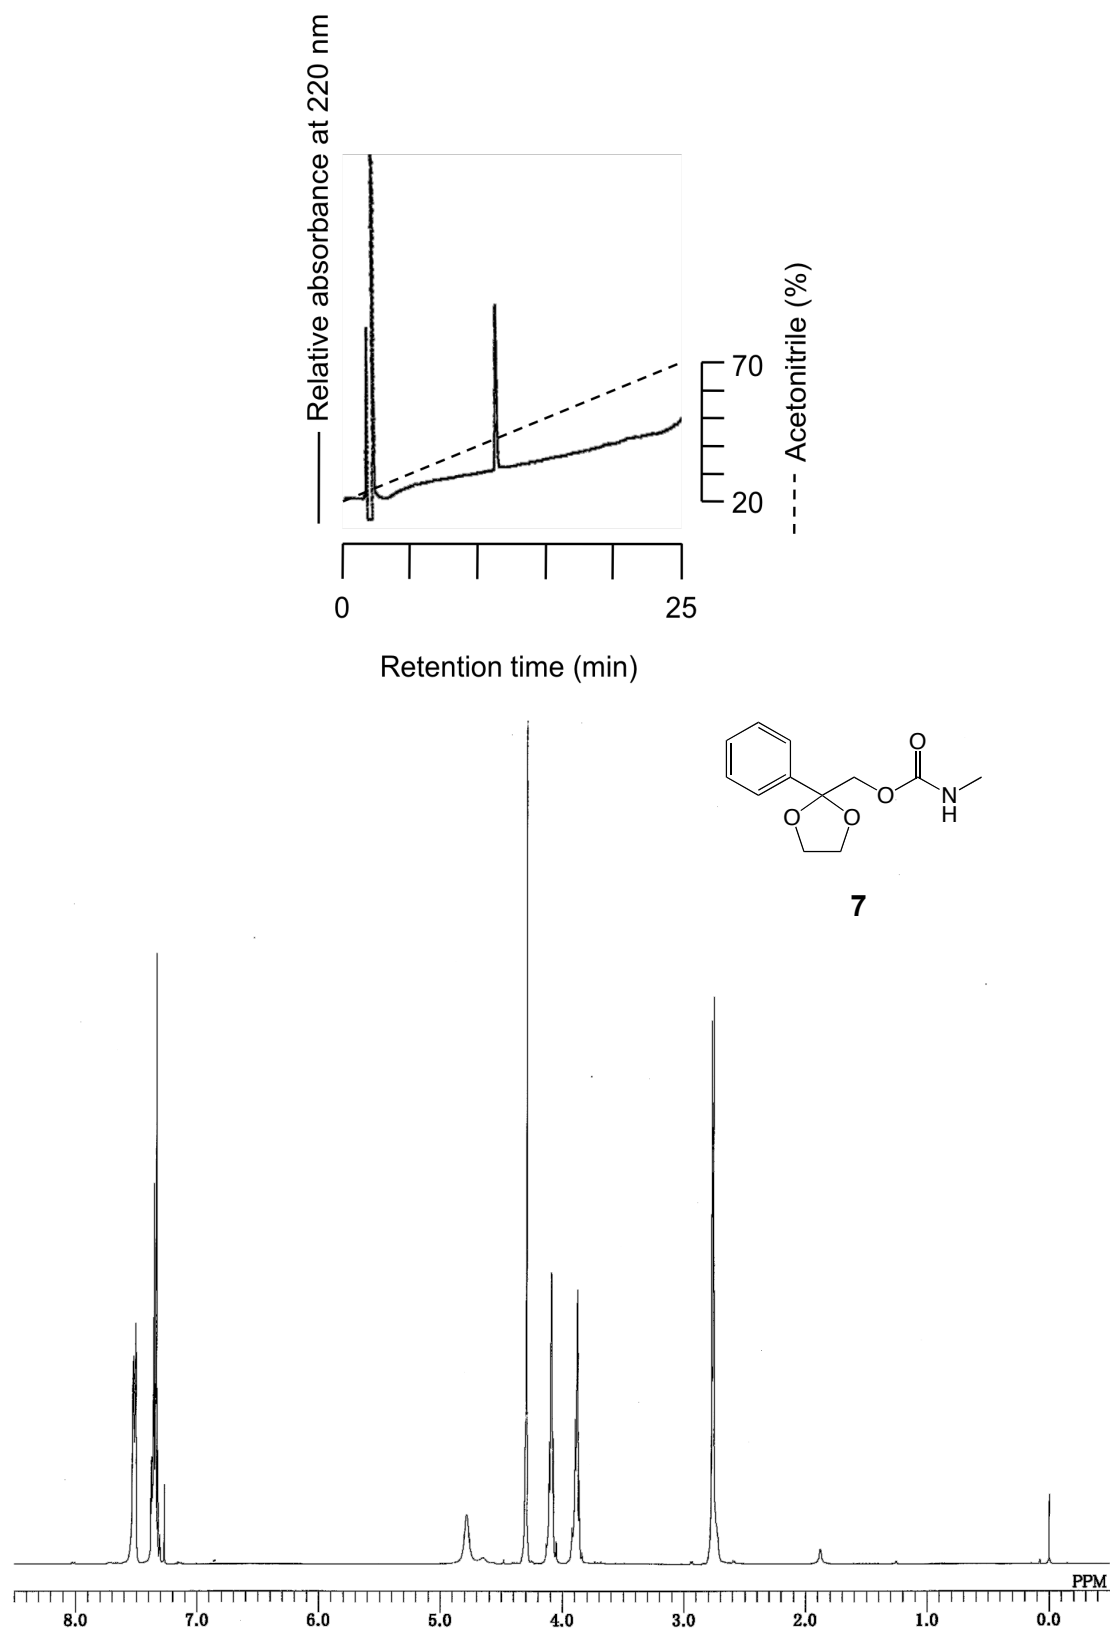 Relative absorbance at 220 nm
70
20
Acetonitrile (%)
0
25
Retention time (min)
O
O
N
H
O
O
7
PPM
8.0 7.0 6.0 5.0 4.0 3.0 2.0 1.0 0.0